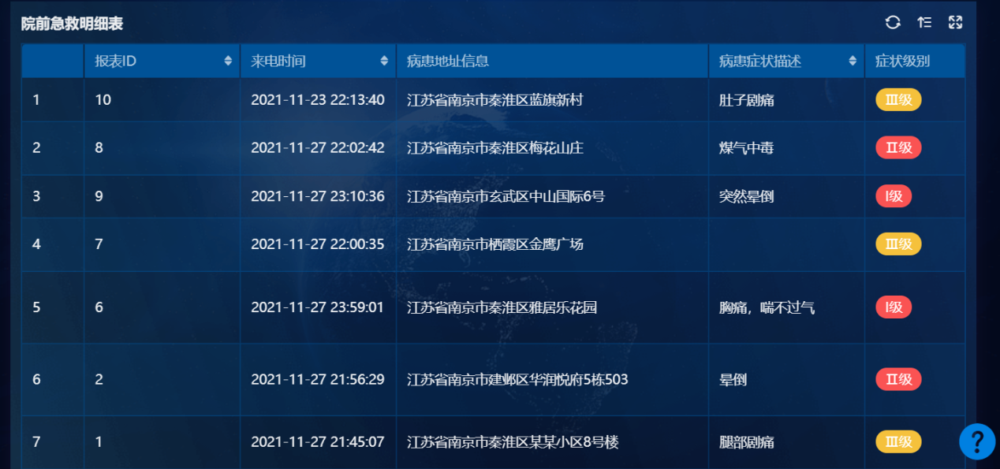 院前急救明细表
报表ID 来电时间 病患地址信息 病患症状描述 症状级别
1 10 2021-11-23 22:13:40 江苏省南京市秦淮区蓝旗新村 肚子剧痛 Ⅲ级
2 8 2021-11-27 22:02:42 江苏省南京市秦淮区梅花山庄 煤气中毒 Ⅱ级
3 9 2021-11-27 23:10:36 江苏省南京市玄武区中山国际6号 突然晕倒 Ⅰ级
4 7 2021-11-27 22:00:35 江苏省南京市栖霞区金鹰广场 Ⅲ级
5 6 2021-11-27 23:59:01 江苏省南京市秦淮区雅居乐花园 胸痛，喘不过气 Ⅰ级
6 2 2021-11-27 21:56:29 江苏省南京市建邺区华润悦府5栋503 晕倒 Ⅱ级
7 1 2021-11-27 21:45:07 江苏省南京市秦淮区某某小区8号楼 腿部剧痛 Ⅲ级
?